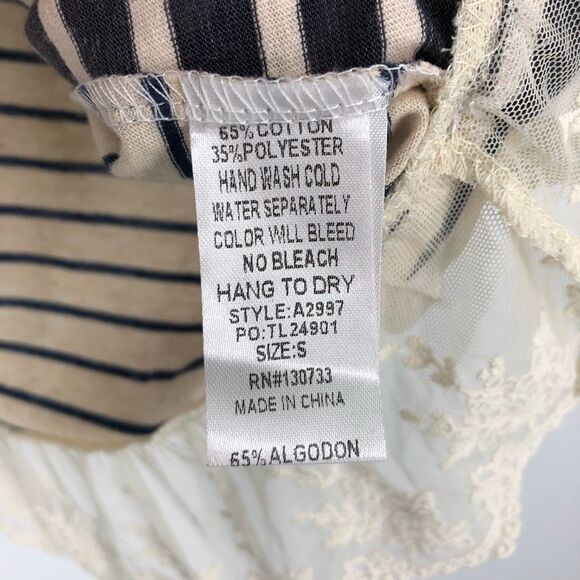 65% COTTON
35%POLYESTER
HAND WASH COLD
WATER SEPARATELY
COLOR WILL BLEED
NO BLEACH
HANG TO DRY
STYLE:A2997
PO:TL24901
SIZE:S
RN#130733
MADE IN CHINA
65% ALGODON